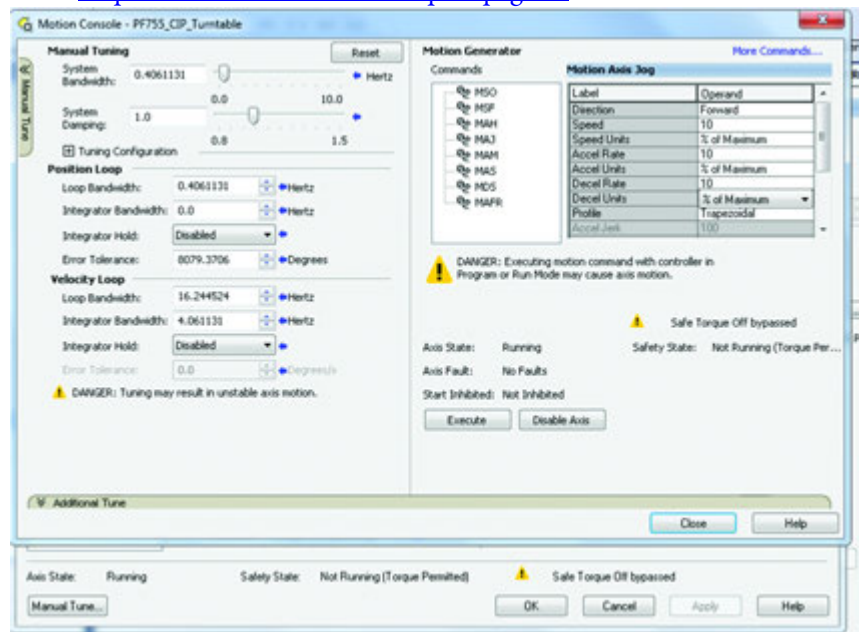 Motion Console - PF755_CIP_Turntable
Manual Tune
Manual Tuning
Reset
System Bandwidth: 0.4061131
Hertz
0.0 10.0
System Damping: 1.0
0.8 1.5
Tuning Configuration
Position Loop
Loop Bandwidth: 0.4061131 Hertz
Integrator Bandwidth: 0.0 Hertz
Integrator Hold: Disabled
Error Tolerance: 8079.3706 Degrees
Velocity Loop
Loop Bandwidth: 16.244524 Hertz
Integrator Bandwidth: 4.061131 Hertz
Integrator Hold: Disabled
Error Tolerance: 0.0 Degrees/s
DANGER: Tuning may result in unstable axis motion.
Additional Tune
Motion Generator
More Commands...
Commands
MSO
MSF
MAH
MAJ
MAM
MAS
MDS
MAFR
Motion Axis Jog
Label Operand
Direction Forward
Speed 10
Speed Units % of Maximum
Accel Rate 10
Accel Units % of Maximum
Decel Rate 10
Decel Units % of Maximum
Profile Trapezoidal
Accel Jerk 100
DANGER: Executing motion command with controller in
Program or Run Mode may cause axis motion.
Safe Torque Off bypassed
Axis State: Running
Safety State: Not Running (Torque Per...
Axis Fault: No Faults
Start Inhibited: Not Inhibited
Execute
Disable Axis
Close
Help
Axis State: Running
Safety State: Not Running (Torque Permitted)
Safe Torque Off bypassed
Manual Tune...
OK
Cancel
Apply
Help